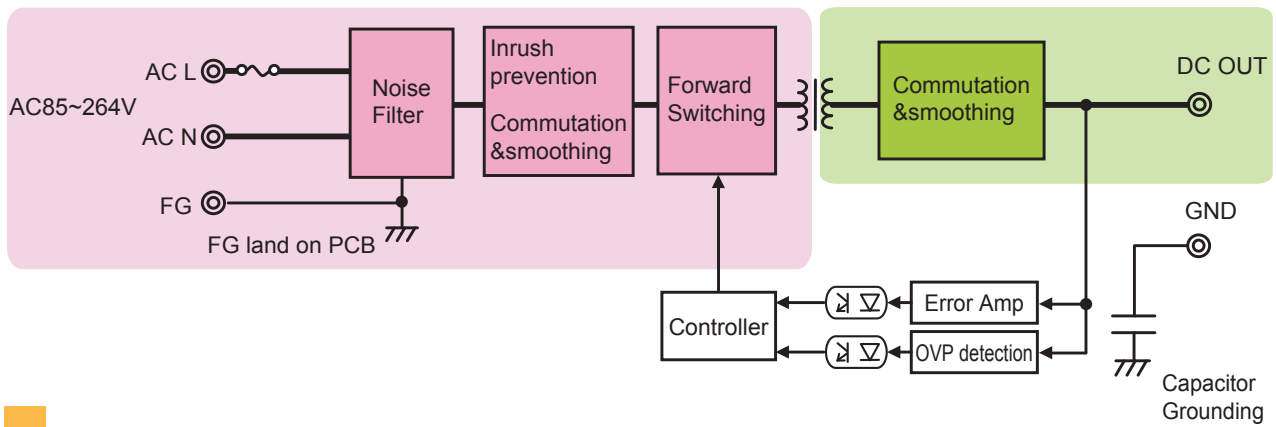 AC85~264V
AC L
AC N
FG
FG land on PCB
Noise
Filter
Inrush
prevention
Commutation
&smoothing
Forward
Switching
Commutation
&smoothing
DC OUT
GND
Controller
Error Amp
OVP detection
Capacitor
Grounding